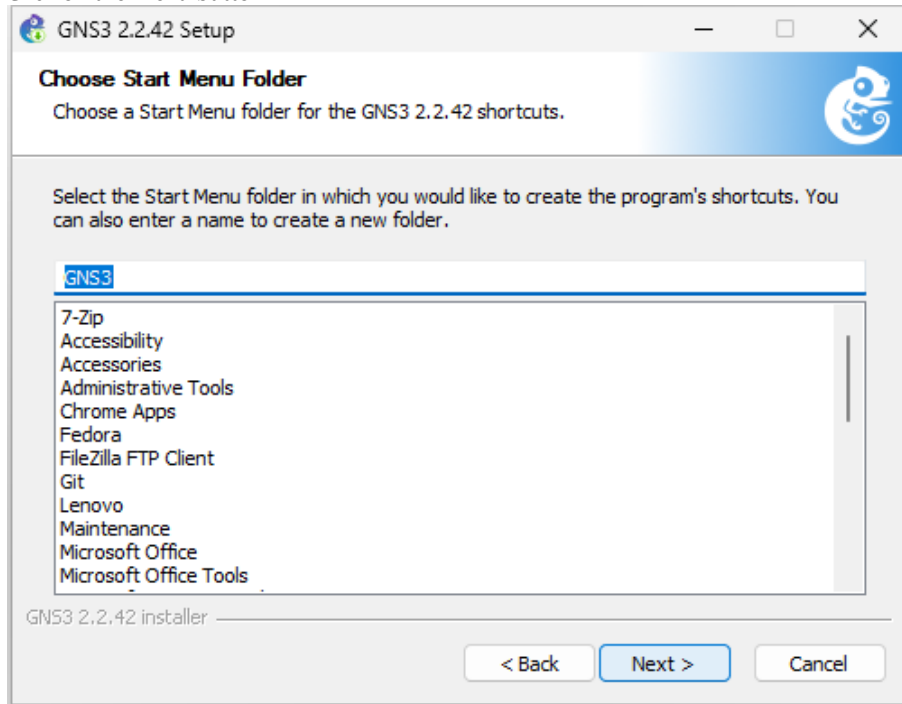 GNS3 2.2.42 Setup
Choose Start Menu Folder
Choose a Start Menu folder for the GNS3 2.2.42 shortcuts.
Select the Start Menu folder in which you would like to create the program's shortcuts. You
can also enter a name to create a new folder.
GNS3
7-Zip
Accessibility
Accessories
Administrative Tools
Chrome Apps
Fedora
FileZilla FTP Client
Git
Lenovo
Maintenance
Microsoft Office
Microsoft Office Tools
GNS3 2.2.42 installer
< Back Next > Cancel